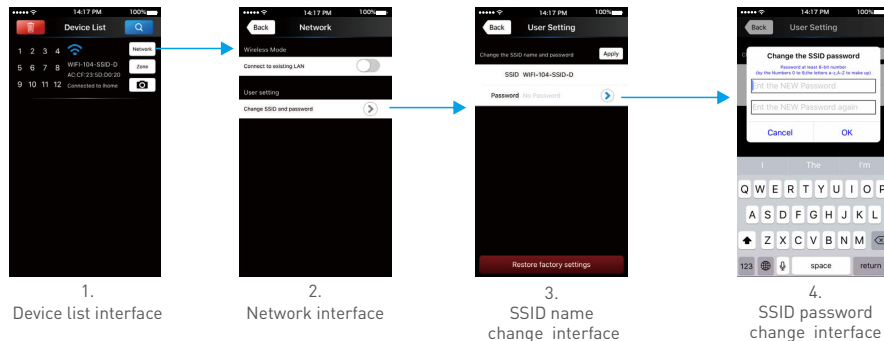 14:17 PM 100%
Device List
1 2 3 4
Network
5 6 7 8 WIFI-104-SSID-D
Zone
AC:CF:23:5D:D0:20
9 10 11 12 Connected to Ihome
1.
Device list interface
14:17 PM 100%
Back Network
Wireless Mode
Connect to existing LAN
User setting
Change SSID and password
2.
Network interface
14:17 PM 100%
Back User Setting
Change the SSID name and password Apply
SSID WIFI-104-SSID-D
Password No Password
Restore factory settings
3.
SSID name
change interface
14:17 PM 100%
Back User Setting
Change the SSID password
Password at least 8-bit number
(by the Numbers 0 to 9,the letters a-z,A-Z to make up)
Ent the NEW Password
Ent the NEW Password again
Cancel OK
I The I'm
Q W E R T Y U I O P
A S D F G H J K L
Z X C V B N M
123 space return
4.
SSID password
change interface